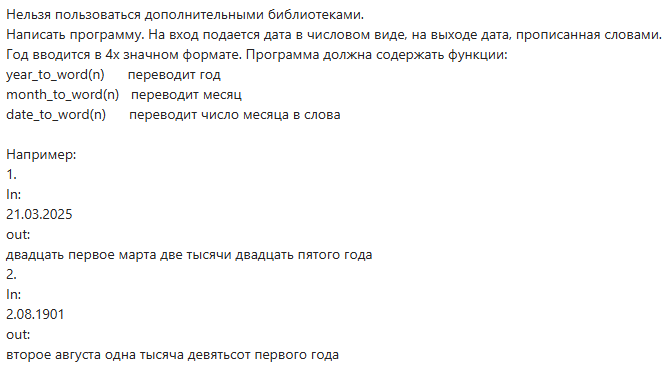 Нельзя пользоваться дополнительными библиотеками.
Написать программу. На вход подается дата в числовом виде, на выходе дата, прописанная словами.
Год вводится в 4х значном формате. Программа должна содержать функции:
year_to_word(n) переводит год
month_to_word(n) переводит месяц
date_to_word(n) переводит число месяца в слова
Например:
1.
In:
21.03.2025
out:
двадцать первое марта две тысячи двадцать пятого года
2.
In:
2.08.1901
out:
второе августа одна тысяча девятьсот первого года